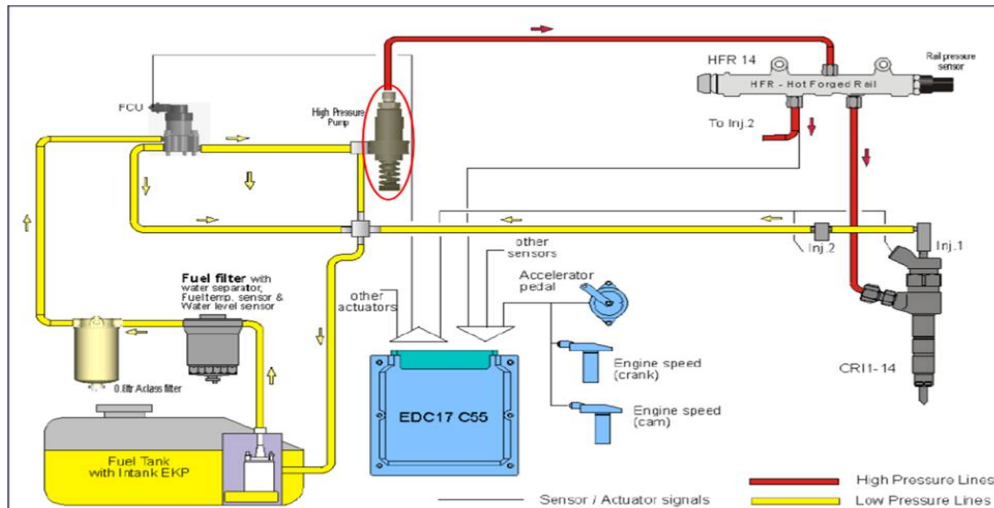 HFR 14
Rail pressure
sensor
HFR - Hot Forged Rail
FCU
High Pressure
Pump
To Inj.2
other
sensors
Inj.2
Inj.1
Accelerator
pedal
Fuel filter with
water separator,
Fuel temp. sensor &
Water level sensor
other
actuators
Engine speed
(crank)
CRI1-14
0.8ltr A class filter
EDC17 C55
Engine speed
(cam)
Fuel Tank
with Intank EKP
High Pressure Lines
Sensor / Actuator signals
Low Pressure Lines